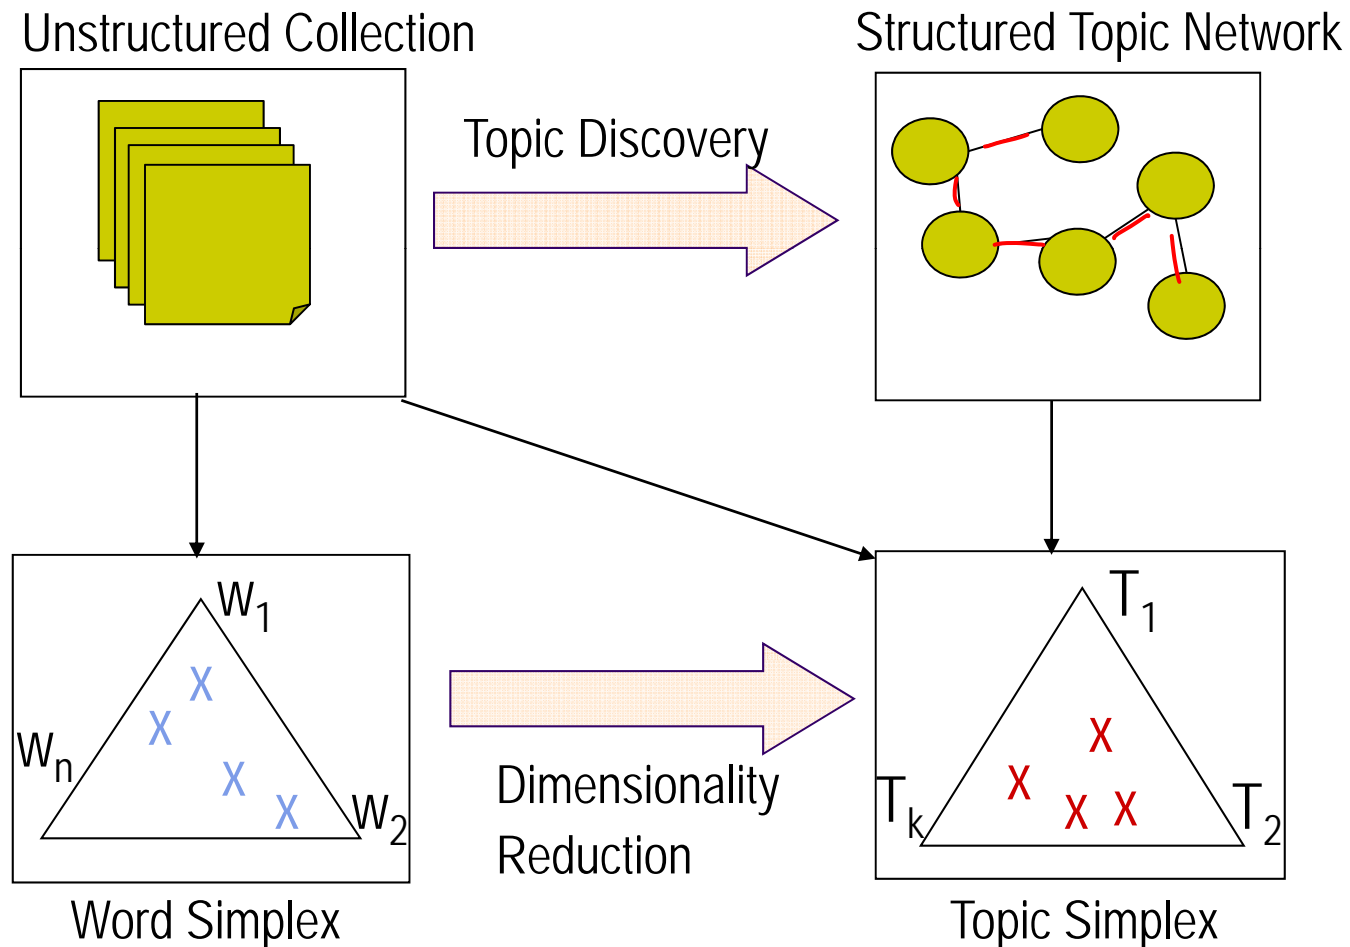 Unstructured Collection
Structured Topic Network
Topic Discovery
w1
X
X
wn
X
X
w2
Word Simplex
Dimensionality
Reduction
T1
X
X
Tk
X
X
T2
Topic Simplex